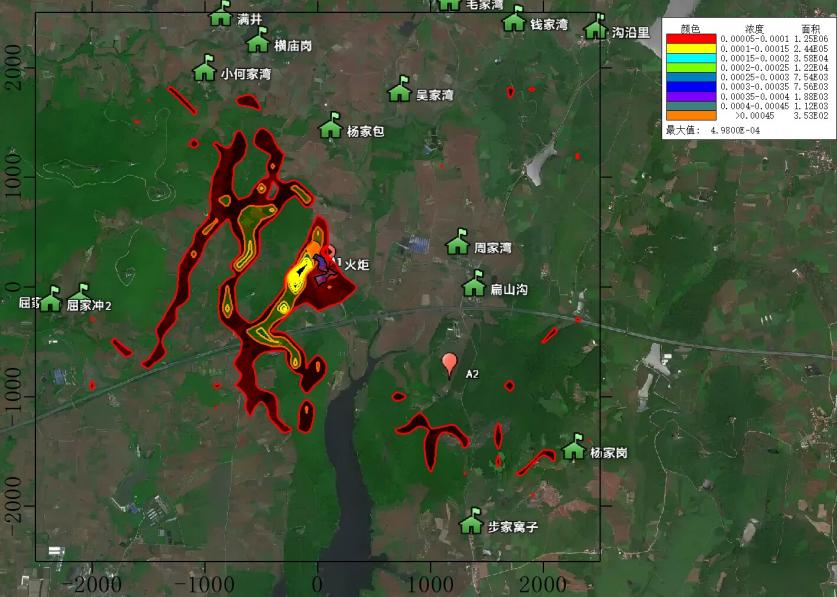 毛家湾
满井
钱家湾
沟沿里
横庙岗
小何家湾
吴家湾
杨家包
周家湾
火炬
扁山沟
屈家冲2
A2
杨家岗
步家窝子
颜色 浓度 面积
0.00005-0.0001 1.25E06
0.0001-0.00015 2.44E05
0.00015-0.0002 3.58E04
0.0002-0.00025 1.22E04
0.00025-0.0003 7.54E03
0.0003-0.00035 7.56E03
0.00035-0.0004 1.88E03
0.0004-0.00045 1.12E03
>0.00045 3.53E02
最大值: 4.9800E-04
2000
1000
0
-1000
-2000
-2000 -1000 0 1000 2000